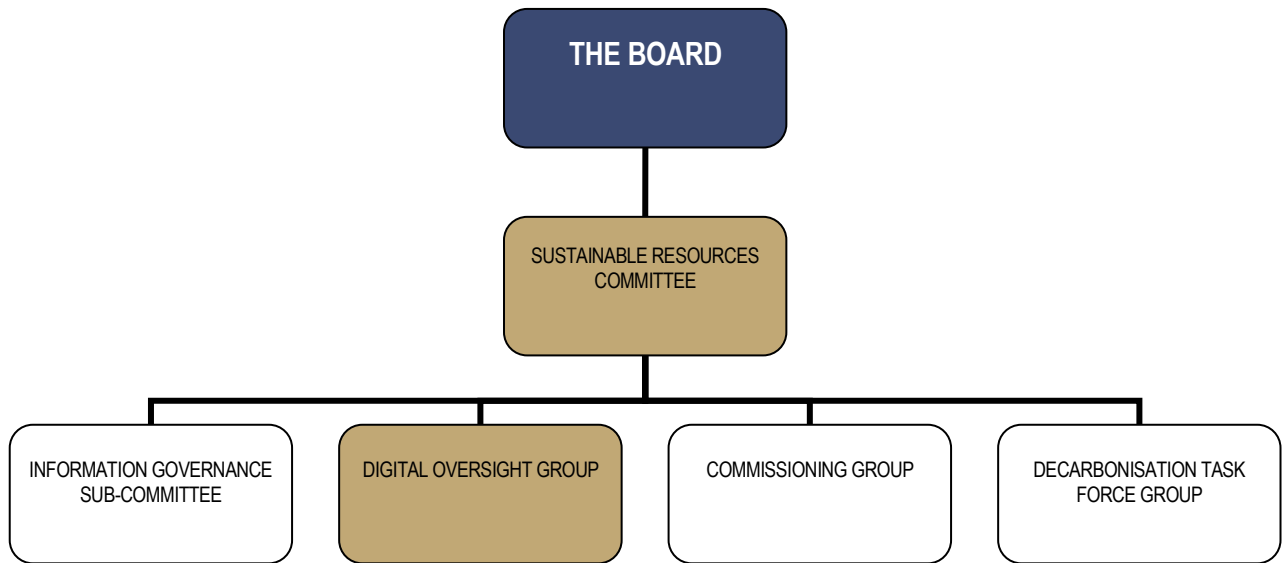 THE BOARD
SUSTAINABLE RESOURCES
COMMITTEE
INFORMATION GOVERNANCE
SUB-COMMITTEE
DIGITAL OVERSIGHT GROUP
COMMISSIONING GROUP
DECARBONISATION TASK
FORCE GROUP